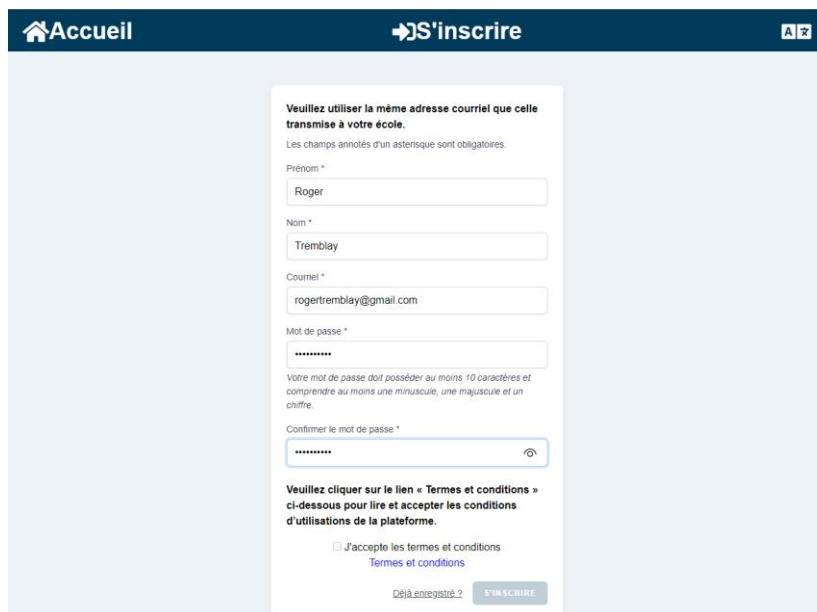 Accueil
S'inscrire
A
Veuillez utiliser la même adresse courriel que celle
transmise à votre école.
Les champs annotés d'un asterisque sont obligatoires.
Prénom *
Roger
Nom *
Tremblay
Courriel *
rogertremblay@gmail.com
Mot de passe *
••••••••••
Votre mot de passe doit posséder au moins 10 caractères et
comprendre au moins une minuscule, une majuscule et un
chiffre.
Confirmer le mot de passe *
••••••••••
Veuillez cliquer sur le lien « Termes et conditions »
ci-dessous pour lire et accepter les conditions
d'utilisations de la plateforme.
J'accepte les termes et conditions
Termes et conditions
Déjà enregistré ?
S'INSCRIRE